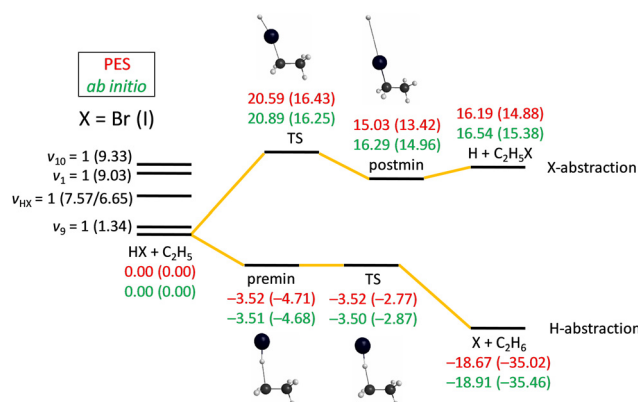 PES
ab initio
X = Br (I)
20.59 (16.43)
20.89 (16.25)
TS
15.03 (13.42)
16.29 (14.96)
postmin
16.19 (14.88)
16.54 (15.38)
H + C₂H₅X
X-abstraction
ν₁₀ = 1 (9.33)
ν₁ = 1 (9.03)
νHX = 1 (7.57/6.65)
ν₉ = 1 (1.34)
HX + C₂H₅
0.00 (0.00)
0.00 (0.00)
premin
−3.52 (−4.71)
−3.51 (−4.68)
TS
−3.52 (−2.77)
−3.50 (−2.87)
H-abstraction
X + C₂H₆
−18.67 (−35.02)
−18.91 (−35.46)